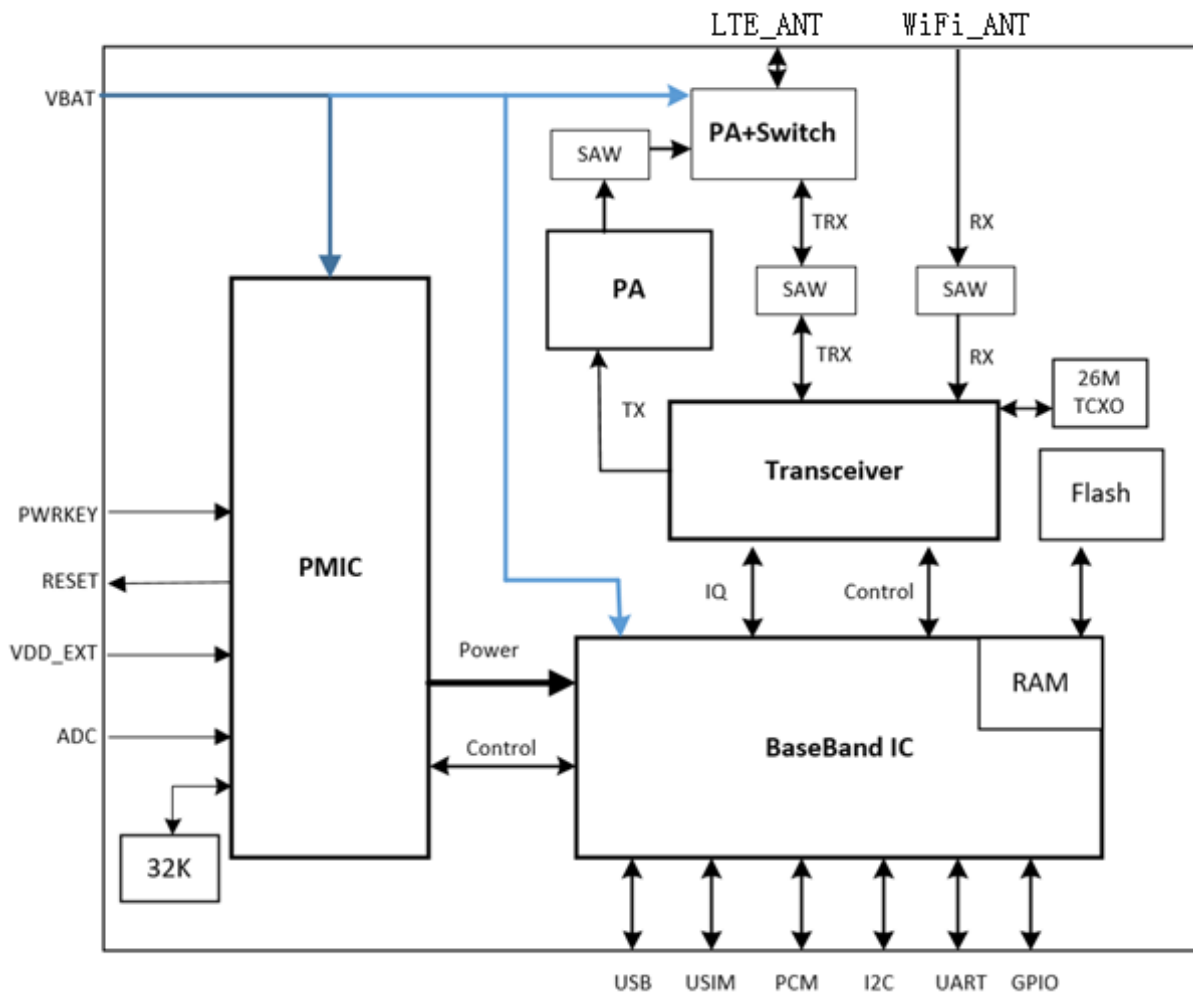 LTE_ANT
WiFi_ANT
VBAT
PA+Switch
SAW
TRX
RX
PA
SAW
SAW
TRX
RX
26M
TCXO
TX
Transceiver
Flash
PWRKEY
PMIC
RESET
IQ
Control
VDD_EXT
Power
RAM
ADC
Control
BaseBand IC
32K
USB
USIM
PCM
I2C
UART
GPIO